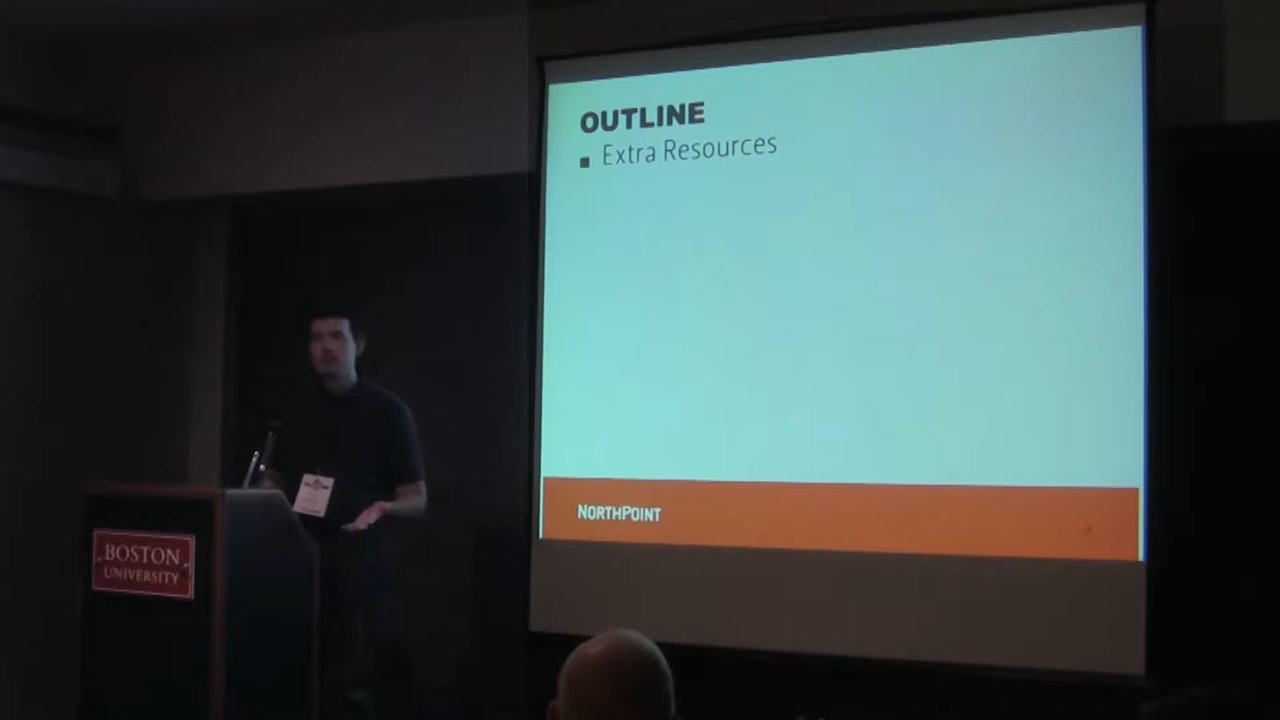 OUTLINE
▪ Extra Resources
NORTHPOINT
BOSTON
UNIVERSITY